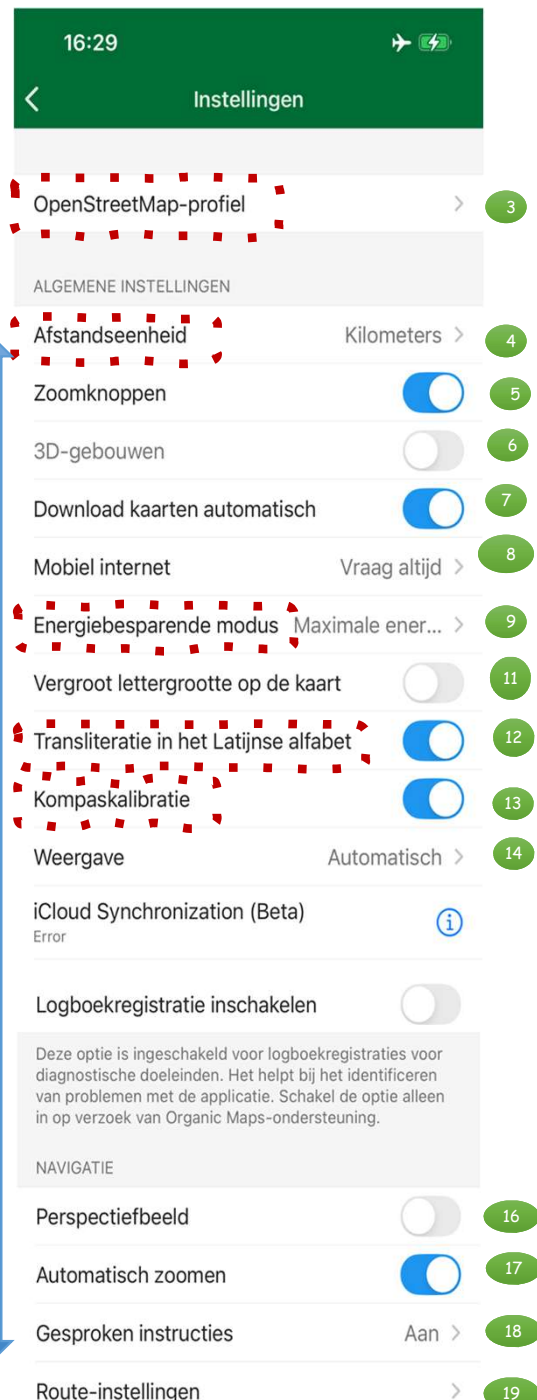 16:29
Instellingen
OpenStreetMap-profiel
3
ALGEMENE INSTELLINGEN
Afstandseenheid Kilometers
4
Zoomknoppen
5
3D-gebouwen
6
Download kaarten automatisch
7
Mobiel internet Vraag altijd
8
Energiebesparende modus Maximale ener...
9
Vergroot lettergrootte op de kaart
11
Transliteratie in het Latijnse alfabet
12
Kompaskalibratie
13
Weergave Automatisch
14
iCloud Synchronization (Beta)
Error
Logboekregistratie inschakelen
Deze optie is ingeschakeld voor logboekregistraties voor
diagnostische doeleinden. Het helpt bij het identificeren
van problemen met de applicatie. Schakel de optie alleen
in op verzoek van Organic Maps-ondersteuning.
NAVIGATIE
Perspectiefbeeld
16
Automatisch zoomen
17
Gesproken instructies Aan
18
Route-instellingen
19